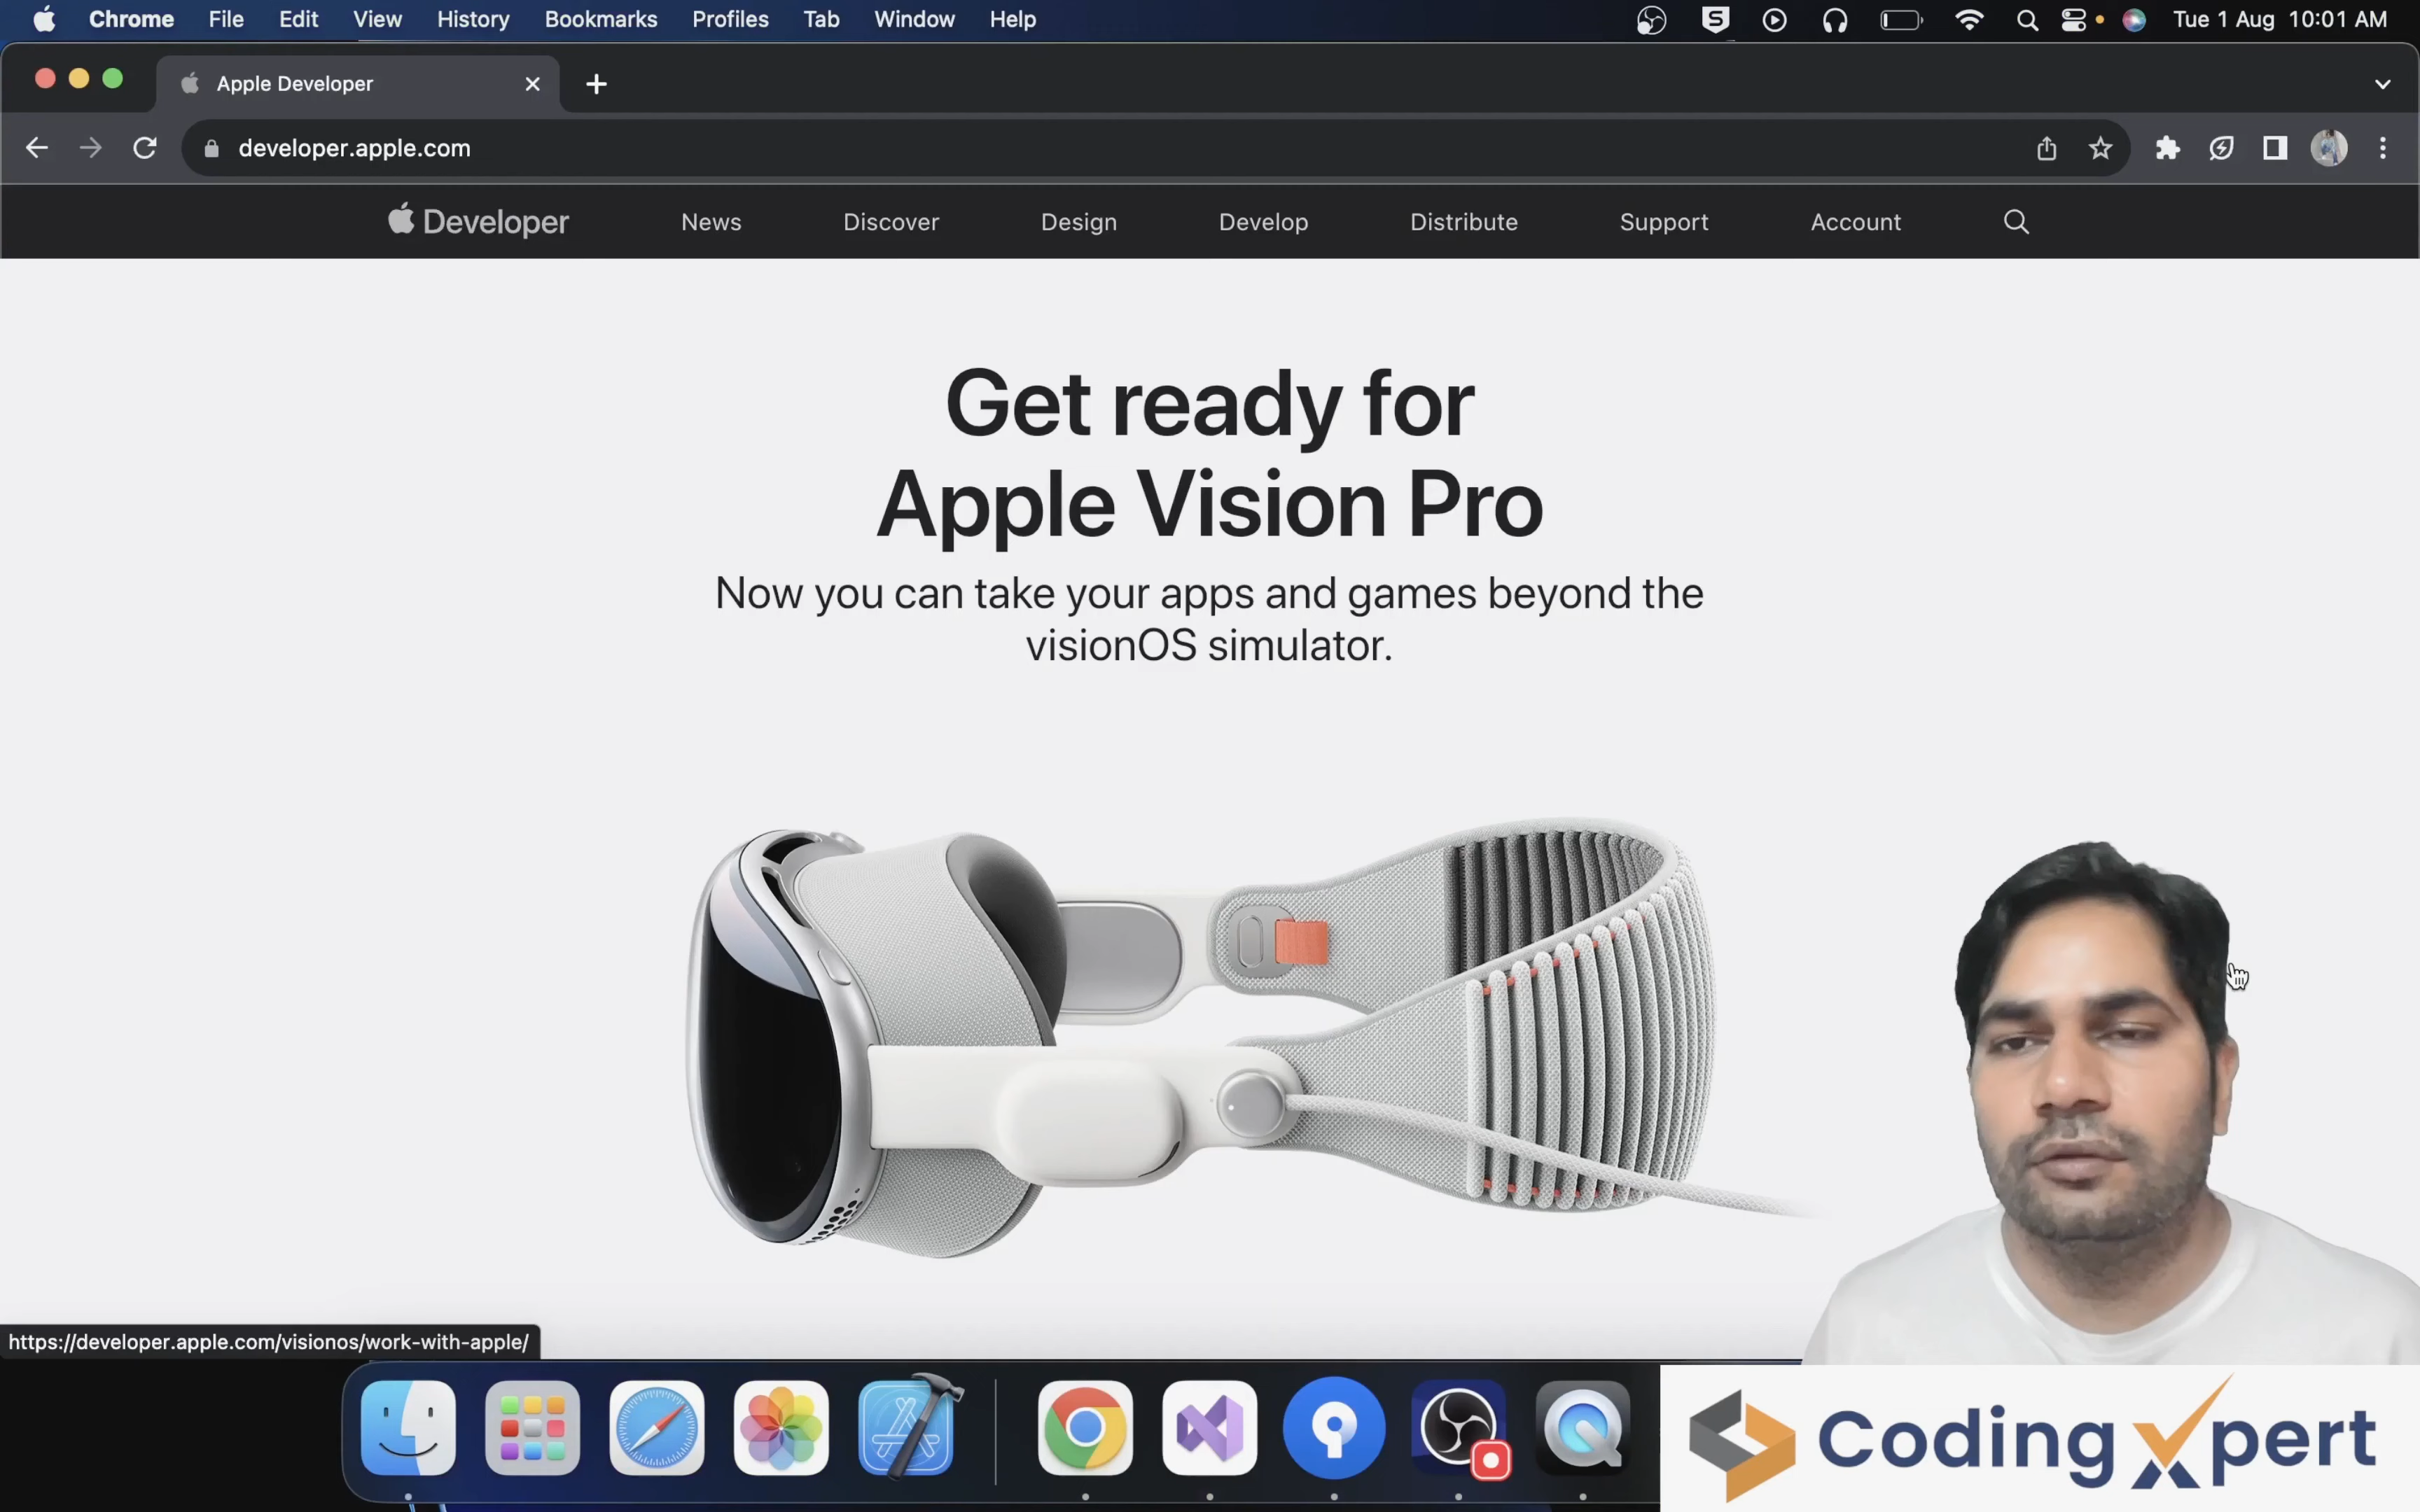 Chrome File Edit View History Bookmarks Profiles Tab Window Help Tue 1 Aug 10:01 AM
Apple Developer
developer.apple.com
Developer News Discover Design Develop Distribute Support Account
Get ready for
Apple Vision Pro
Now you can take your apps and games beyond the
visionOS simulator.
https://developer.apple.com/visionos/work-with-apple/
CodingXpert